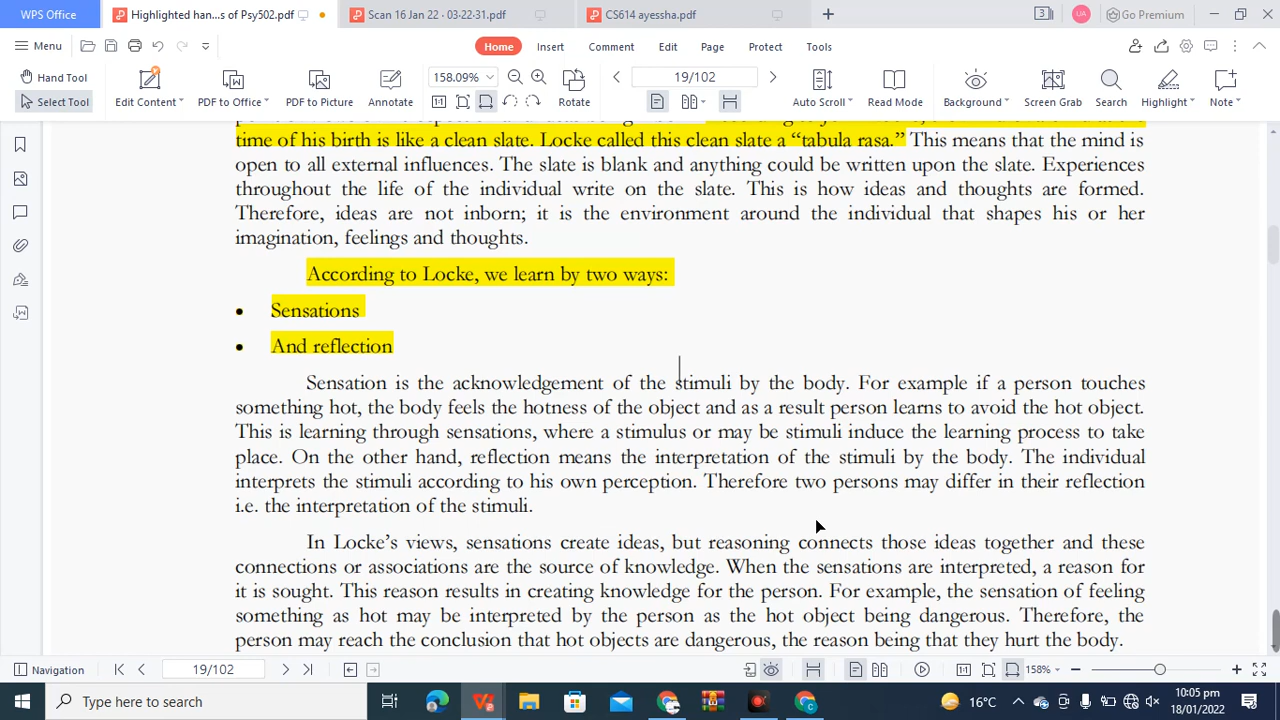 WPS Office
Highlighted han...s of Psy502.pdf
Scan 16 Jan 22 · 03·22·31.pdf
CS614 ayessha.pdf
3
UA
Go Premium
Menu
Home
Insert
Comment
Edit
Page
Protect
Tools
Hand Tool
Select Tool
Edit Content
PDF to Office
PDF to Picture
Annotate
158.09%
Rotate
19/102
Auto Scroll
Read Mode
Background
Screen Grab
Search
Highlight
Note
time of his birth is like a clean slate. Locke called this clean slate a “tabula rasa.” This means that the mind is
open to all external influences. The slate is blank and anything could be written upon the slate. Experiences
throughout the life of the individual write on the slate. This is how ideas and thoughts are formed.
Therefore, ideas are not inborn; it is the environment around the individual that shapes his or her
imagination, feelings and thoughts.
According to Locke, we learn by two ways:
• Sensations
• And reflection
Sensation is the acknowledgement of the stimuli by the body. For example if a person touches
something hot, the body feels the hotness of the object and as a result person learns to avoid the hot object.
This is learning through sensations, where a stimulus or may be stimuli induce the learning process to take
place. On the other hand, reflection means the interpretation of the stimuli by the body. The individual
interprets the stimuli according to his own perception. Therefore two persons may differ in their reflection
i.e. the interpretation of the stimuli.
In Locke’s views, sensations create ideas, but reasoning connects those ideas together and these
connections or associations are the source of knowledge. When the sensations are interpreted, a reason for
it is sought. This reason results in creating knowledge for the person. For example, the sensation of feeling
something as hot may be interpreted by the person as the hot object being dangerous. Therefore, the
person may reach the conclusion that hot objects are dangerous, the reason being that they hurt the body.
Navigation
19/102
158%
Type here to search
16°C
10:05 pm
18/01/2022